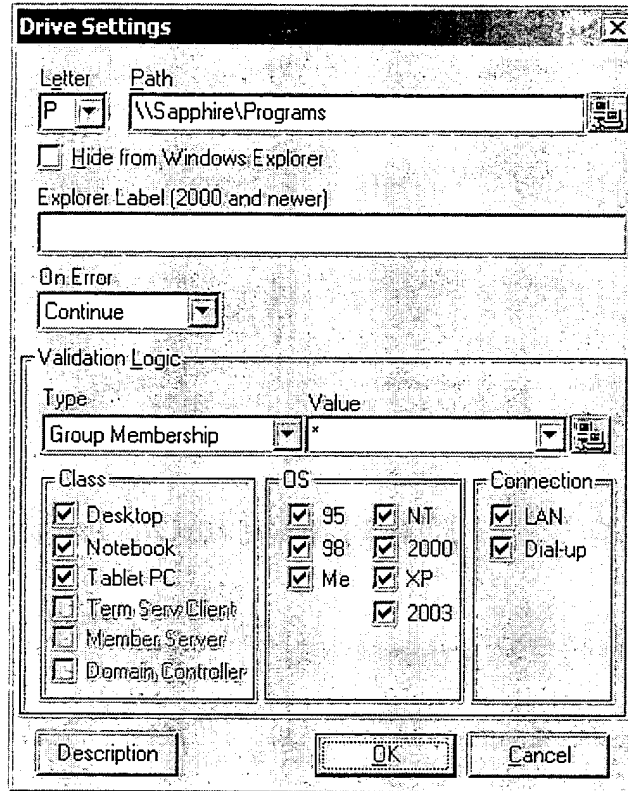 Drive Settings
Letter Path
P \\Sapphire\Programs
Hide from Windows Explorer
Explorer Label (2000 and newer)
On Error
Continue
Validation Logic
Type Value
Group Membership *
Class OS Connection
Desktop 95 NT LAN
Notebook 98 2000 Dial-up
Tablet PC Me XP
Term Serv Client 2003
Member Server
Domain Controller
Description OK Cancel